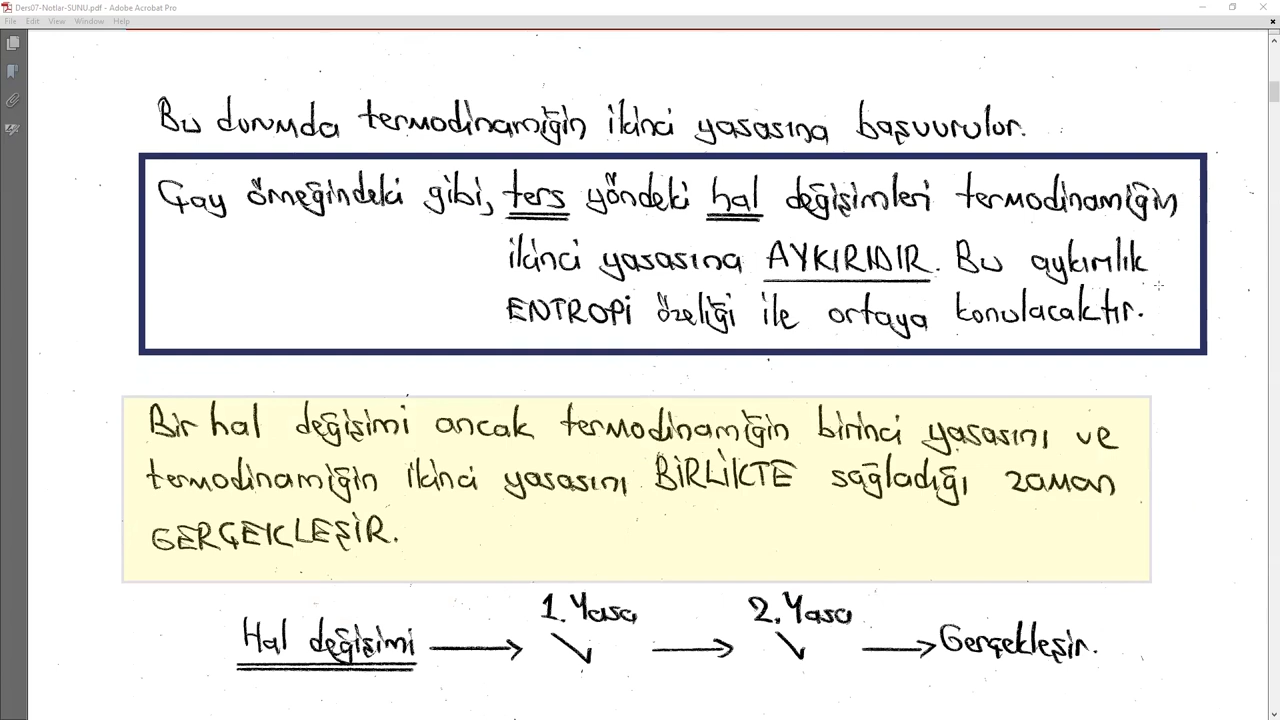 Ders07-Notlar-SUNU.pdf - Adobe Acrobat Pro
File Edit View Window Help
Bu durumda termodinamiğin ikinci yasasına başvurulur.
Çay örneğindeki gibi, ters yöndeki hal değişimleri termodinamiğin
ikinci yasasına AYKIRIDIR. Bu aykırılık
ENTROPİ özeliği ile ortaya konulacaktır.
Bir hal değişimi ancak termodinamiğin birinci yasasını ve
termodinamiğin ikinci yasasını BİRLİKTE sağladığı zaman
GERÇEKLEŞİR.
1. Yasa 2. Yasa
Hal değişimi → → → Gerçekleşir.